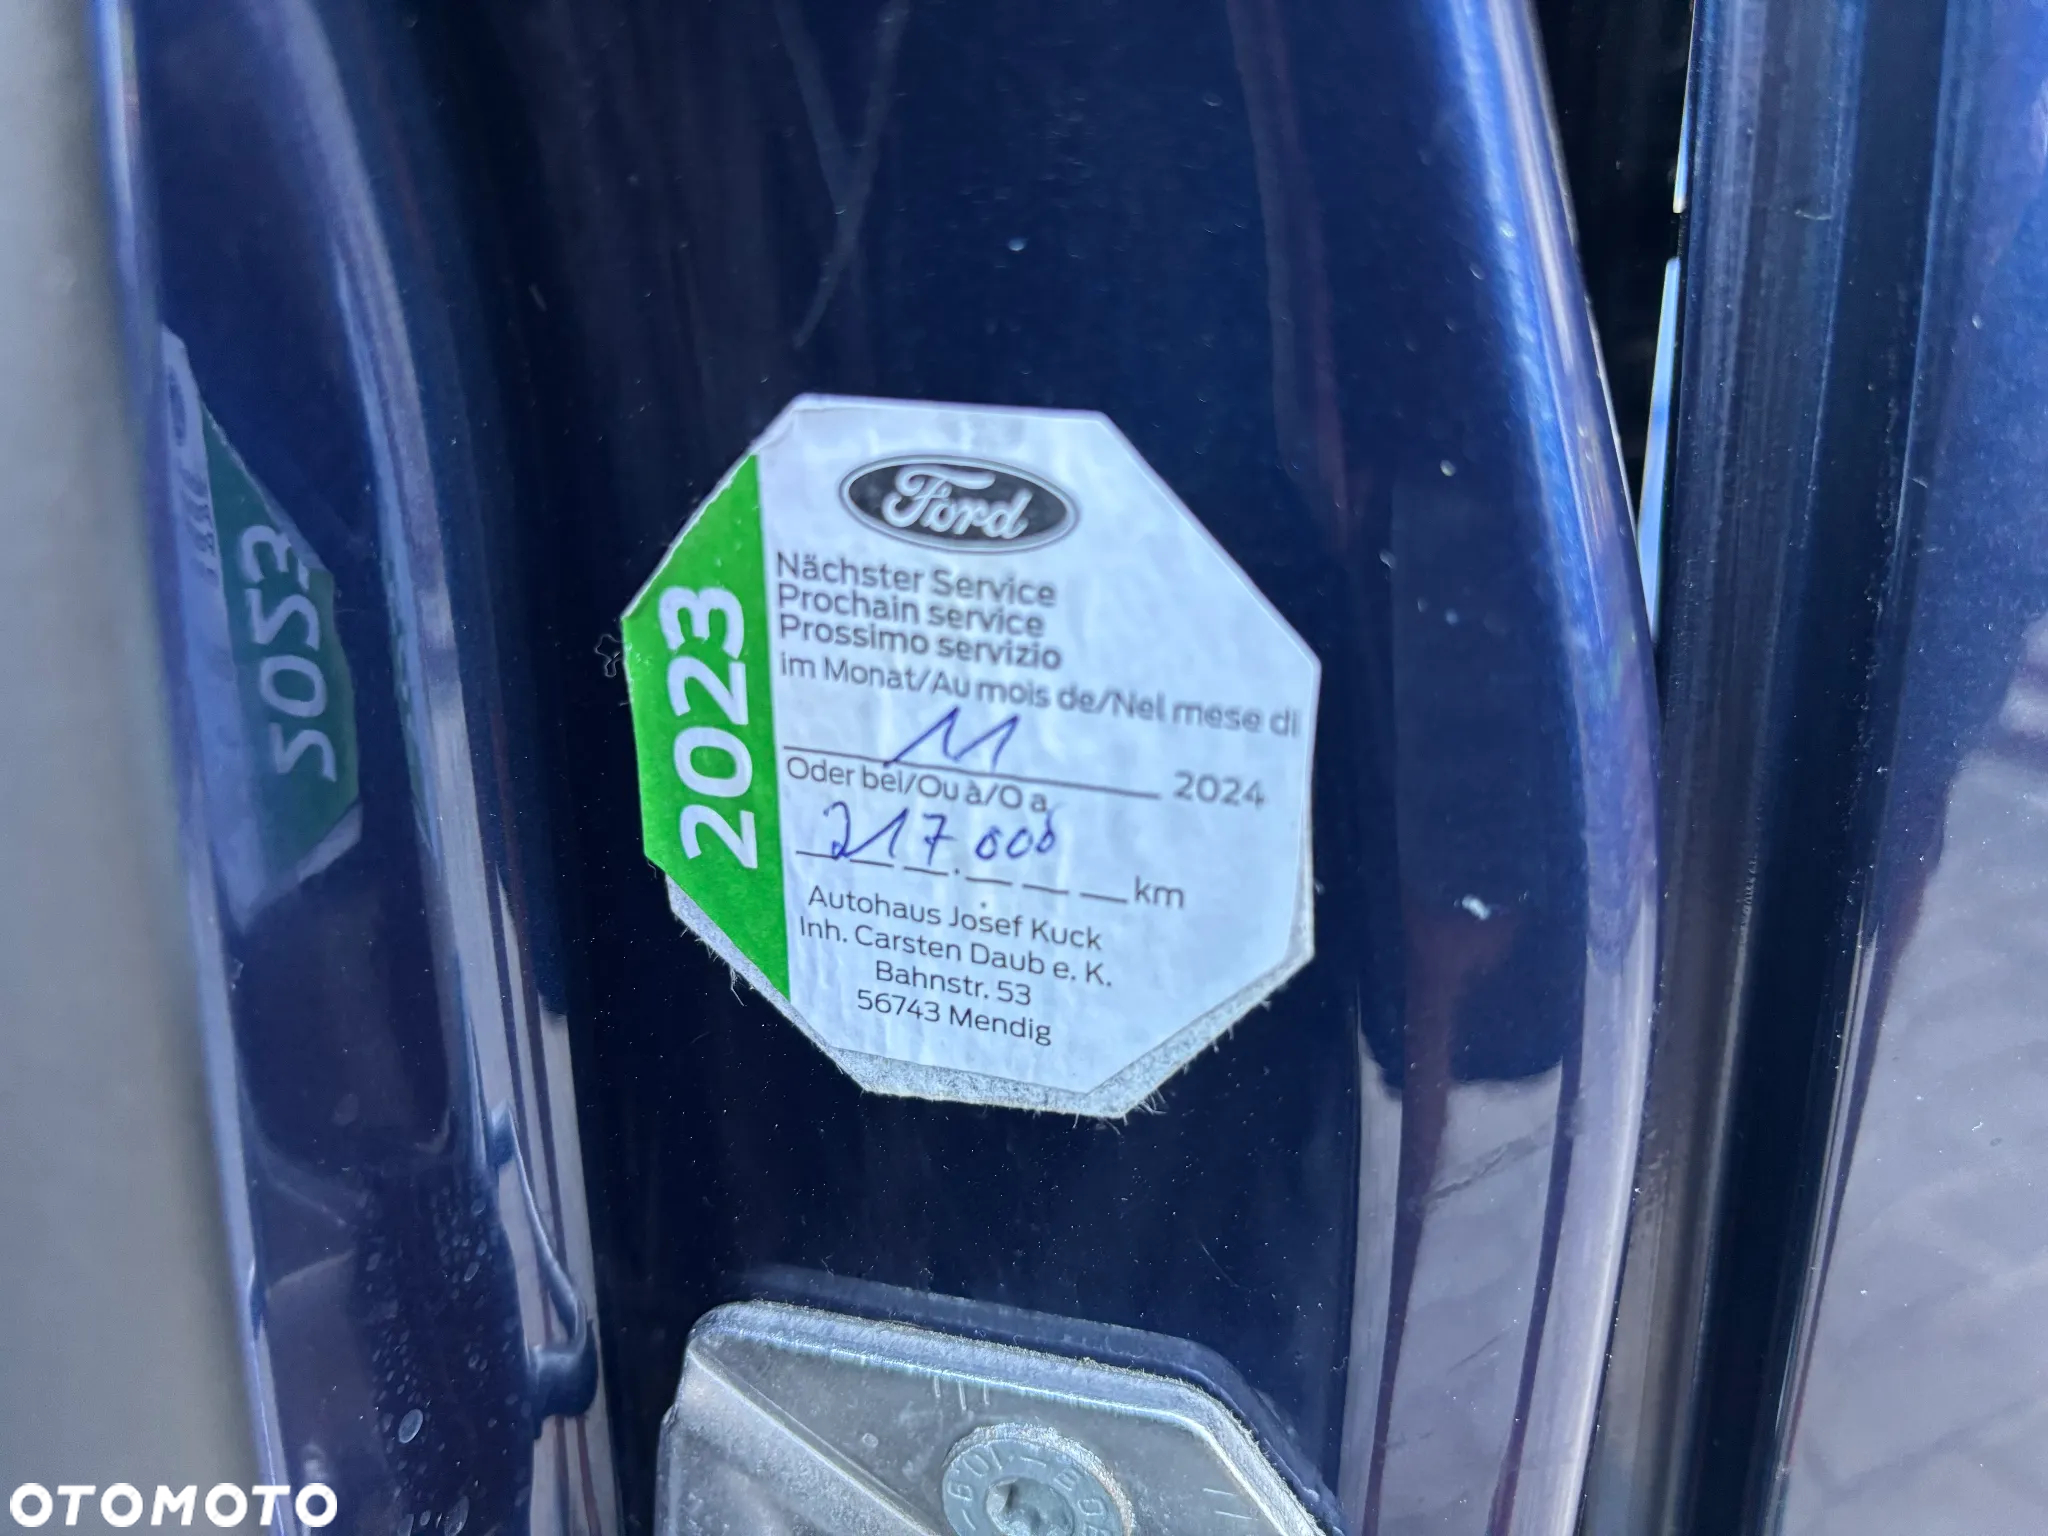 Ford
2023
Nächster Service
Prochain service
Prossimo servizio
im Monat/Au mois de/Nel mese di
11 2024
Oder bei/Ou à/O a
217 000 km
Autohaus Josef Kuck
Inh. Carsten Daub e. K.
Bahnstr. 53
56743 Mendig
OTOMOTO